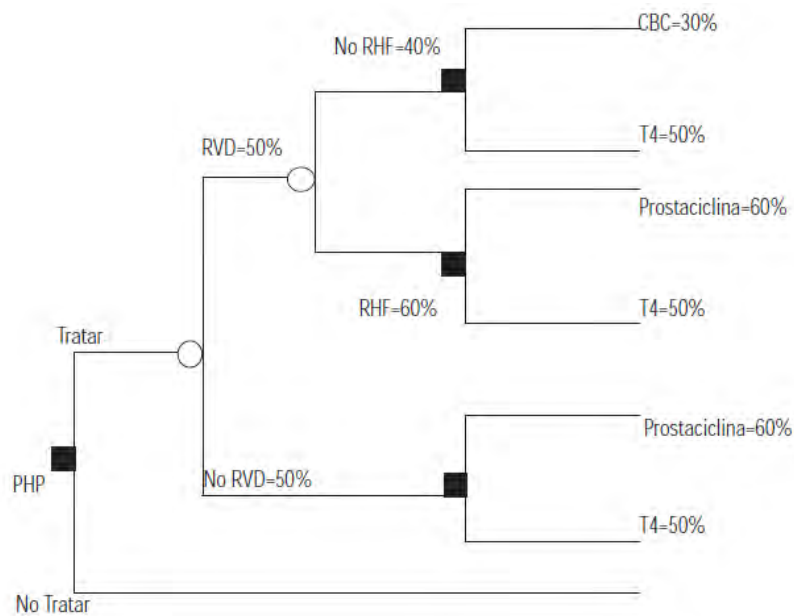 CBC=30%
No RHF=40%
T4=50%
RVD=50%
Prostaciclina=60%
RHF=60%
T4=50%
Tratar
Prostaciclina=60%
No RVD=50%
PHP
T4=50%
No Tratar